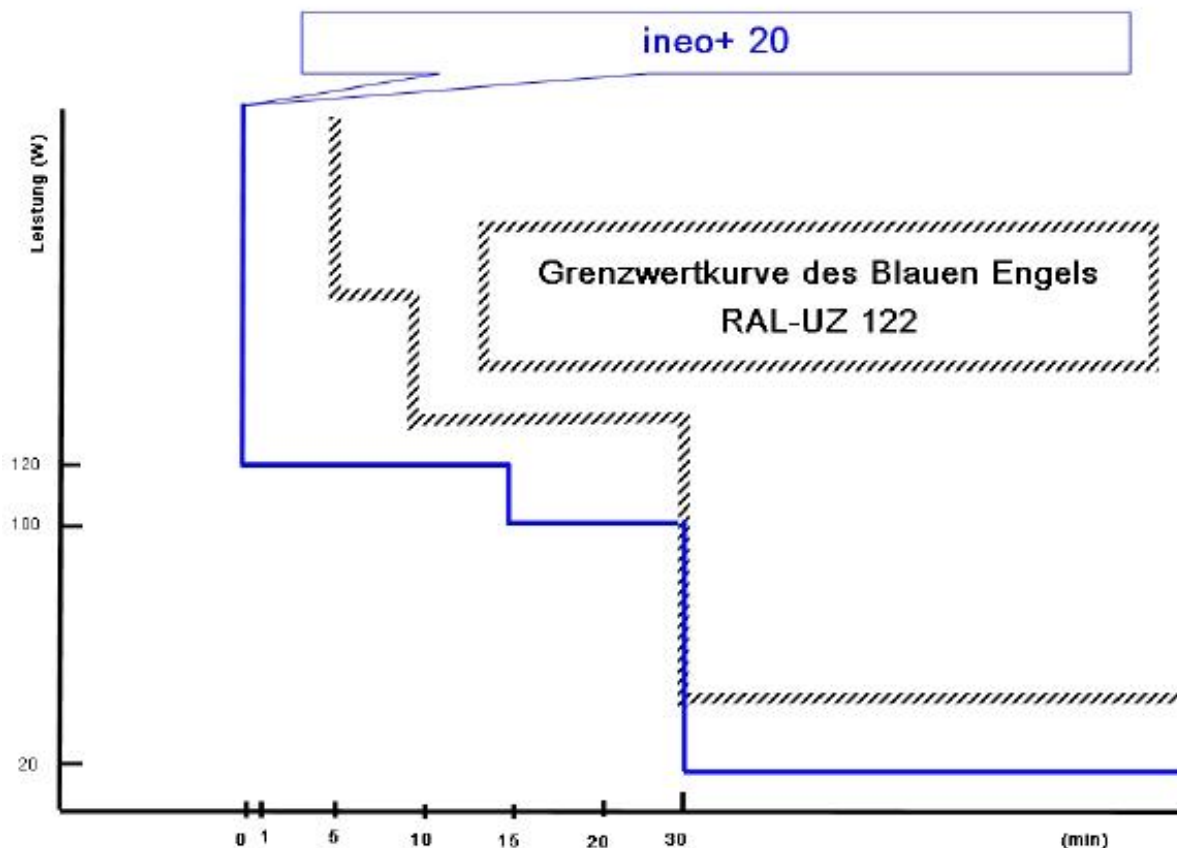 ineo+ 20
Leistung (W)
Grenzwertkurve des Blauen Engels
RAL-UZ 122
120
100
20
0 1 5 10 15 20 30 (min)